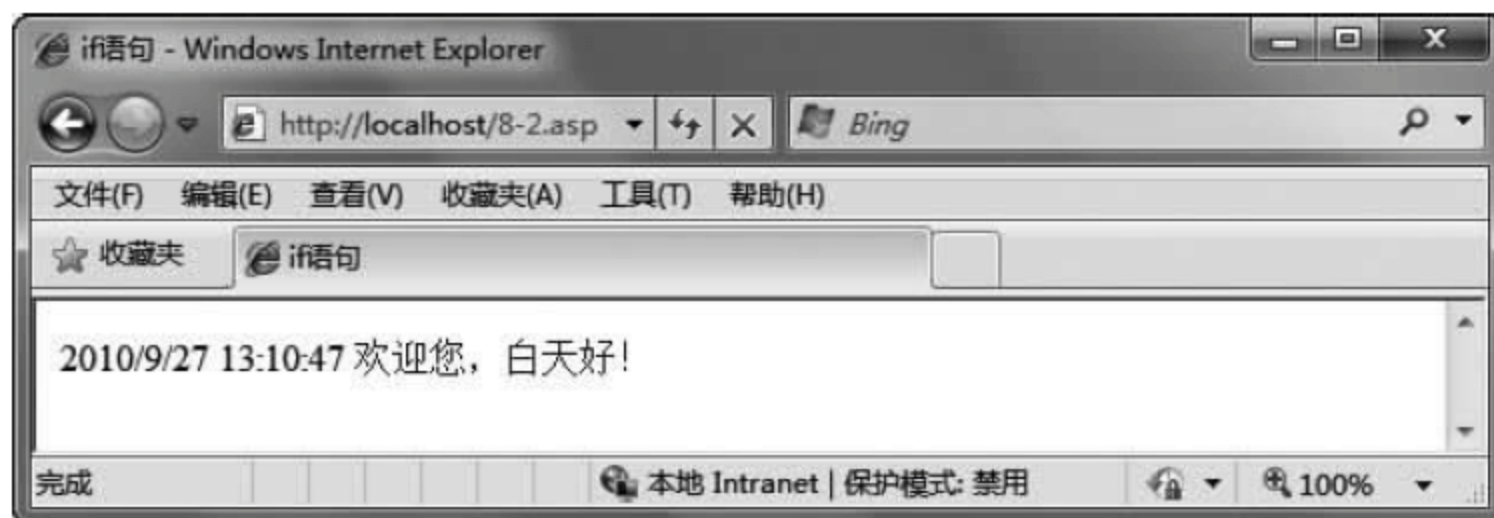 if语句 - Windows Internet Explorer
http://localhost/8-2.asp Bing
文件(F) 编辑(E) 查看(V) 收藏夹(A) 工具(T) 帮助(H)
收藏夹 if语句
2010/9/27 13:10:47 欢迎您，白天好！
完成 本地 Intranet | 保护模式: 禁用 100%